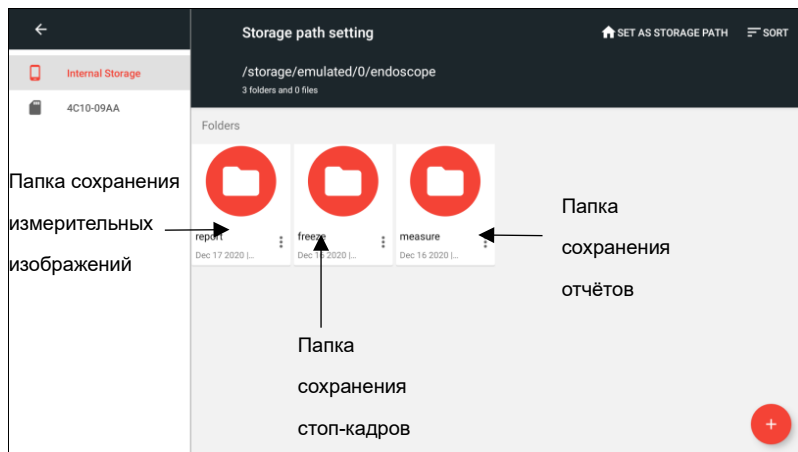 Storage path setting
SET AS STORAGE PATH
SORT
Internal Storage
4C10-09AA
/storage/emulated/0/endoscope
3 folders and 0 files
Folders
report
Dec 17 2020 |...
freeze
Dec 16 2020 |...
measure
Dec 16 2020 |...
Папка сохранения
измерительных
изображений
Папка
сохранения
стоп-кадров
Папка
сохранения
отчётов